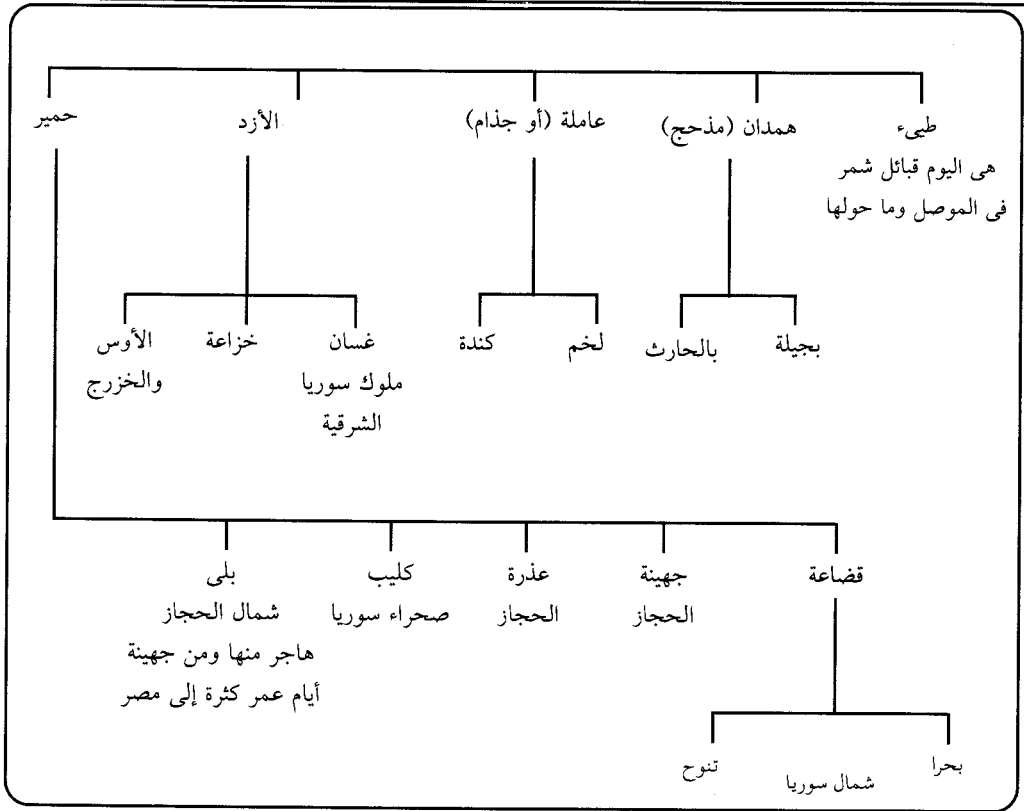 طيىء
هى اليوم قبائل شمر
فى الموصل وما حولها
همدان (مذحج)
عاملة (أو جذام)
الأزد
حمير
بجيلة
بالحارث
لخم
كندة
غسان
ملوك سوريا
الشرقية
خزاعة
الأوس
والخزرج
قضاعة
جهينة
الحجاز
عذرة
الحجاز
كليب
صحراء سوريا
بلى
شمال الحجاز
هاجر منها ومن جهينة
أيام عمر كثرة إلى مصر
بحرا
شمال سوريا
تنوح